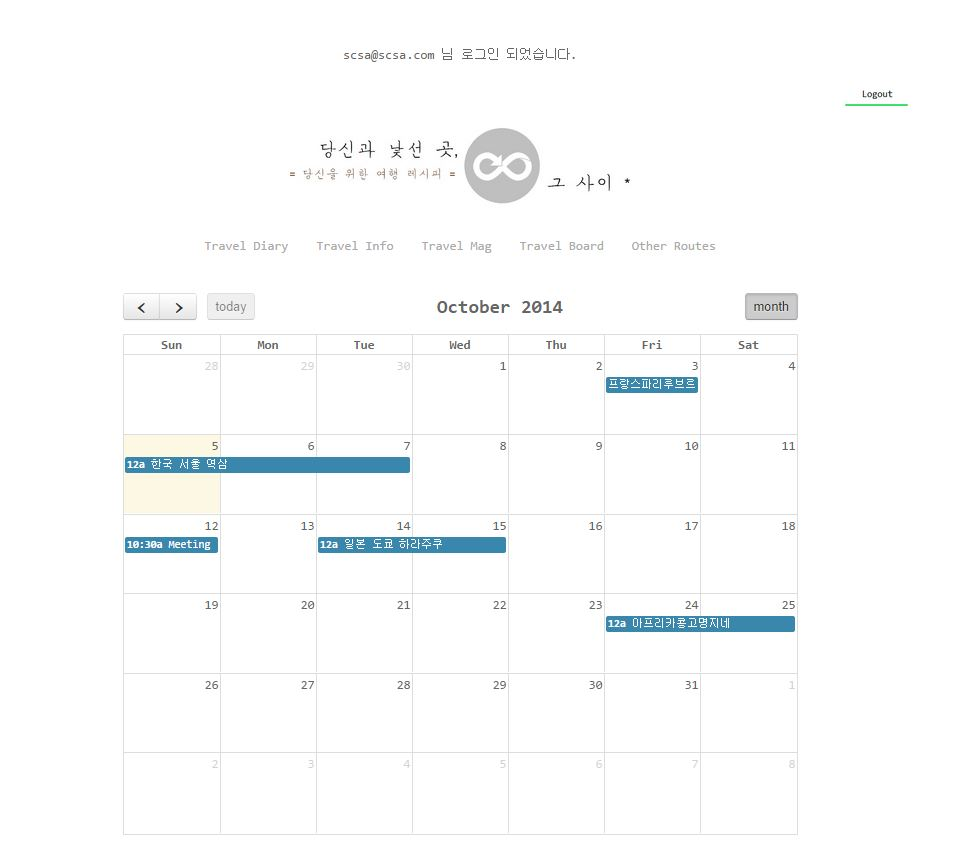 scsa@scsa.com 님 로그인 되었습니다.
Logout
당신과 낯선 곳,
= 당신을 위한 여행 레시피 =
그 사이 *
Travel Diary Travel Info Travel Mag Travel Board Other Routes
today October 2014 month
Sun Mon Tue Wed Thu Fri Sat
28 29 30 1 2 3 4
프랑스파리루브르
5 6 7 8 9 10 11
12a 한국 서울 역삼
12 13 14 15 16 17 18
10:30a Meeting 12a 일본 도쿄 하라주쿠
19 20 21 22 23 24 25
12a 아프리카콩고명지네
26 27 28 29 30 31 1
2 3 4 5 6 7 8